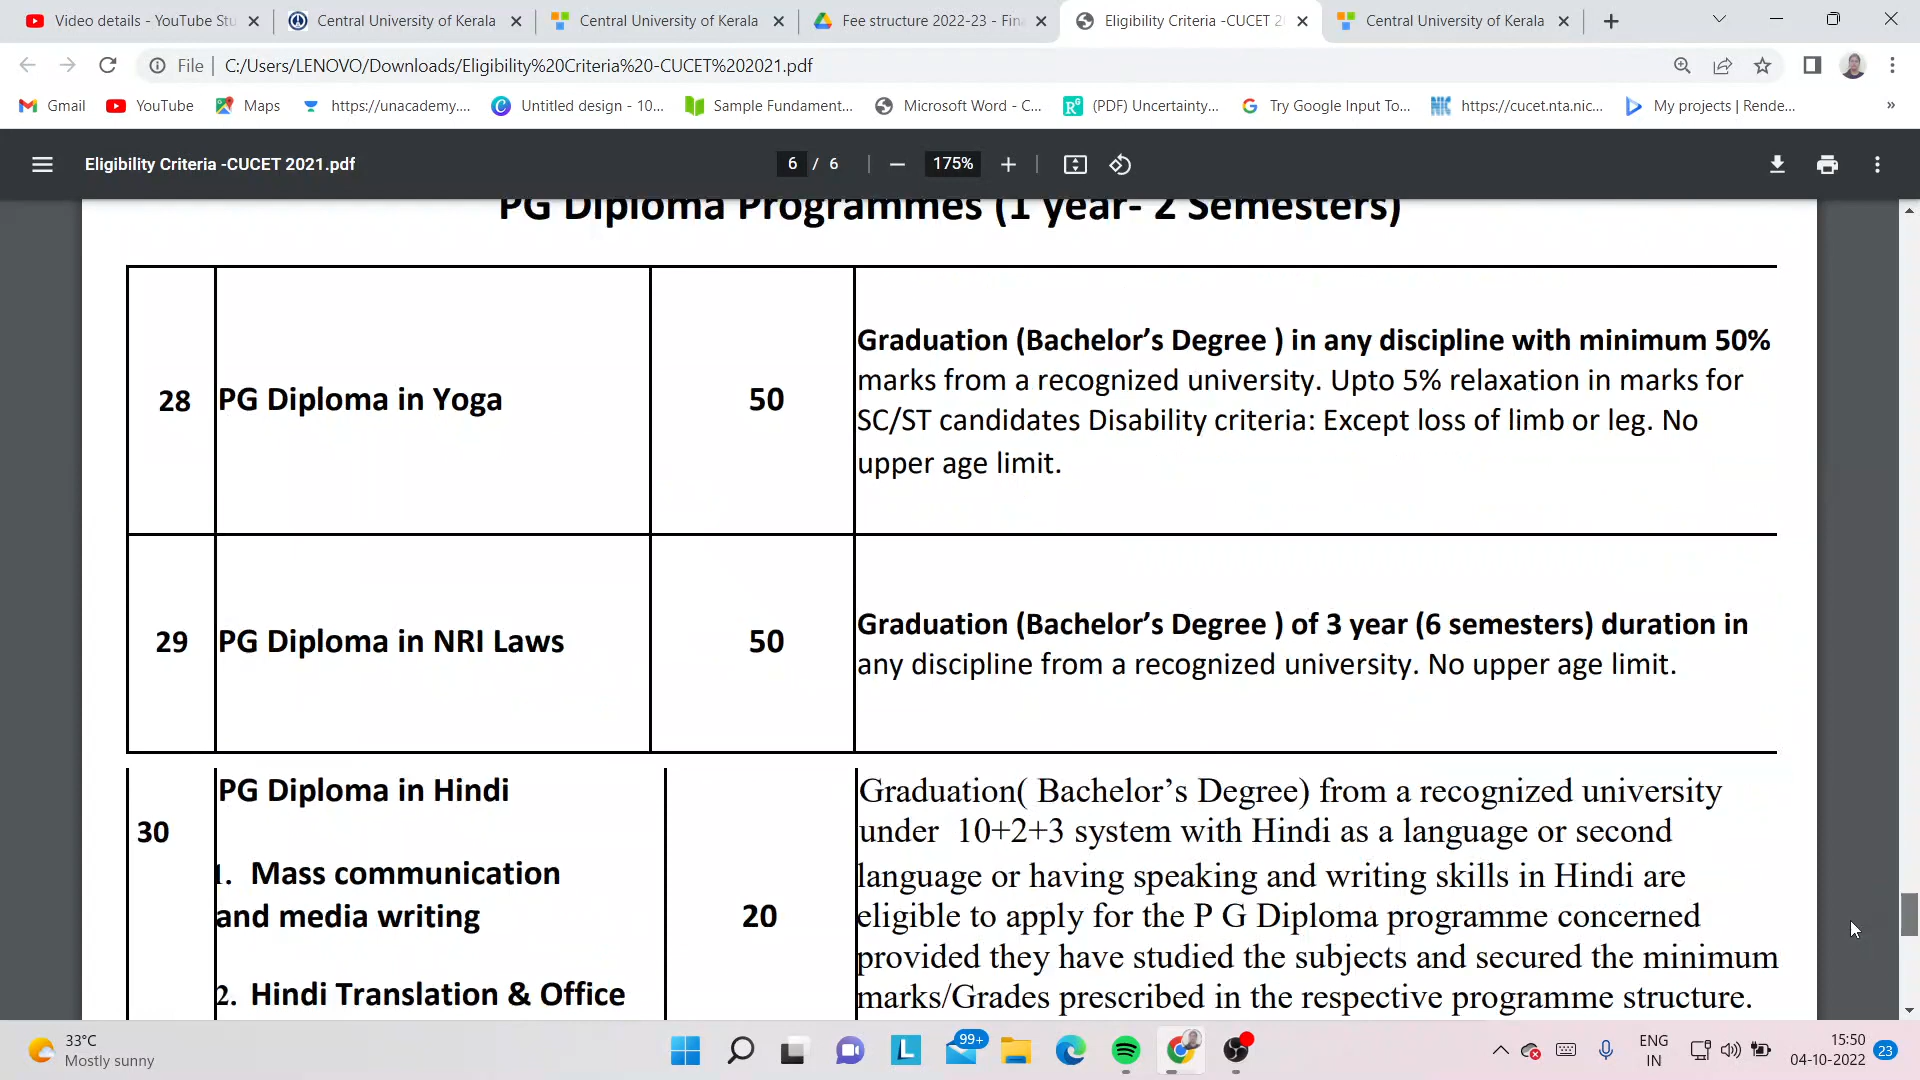 Video details - YouTube Stu
Central University of Kerala
Central University of Kerala
Fee structure 2022-23 - Fina
Eligibility Criteria -CUCET 2
Central University of Kerala
File
C:/Users/LENOVO/Downloads/Eligibility%20Criteria%20-CUCET%202021.pdf
Gmail
YouTube
Maps
https://unacademy....
Untitled design - 10...
Sample Fundament...
Microsoft Word - C...
(PDF) Uncertainty...
Try Google Input To...
https://cucet.nta.nic...
My projects | Rende...
Eligibility Criteria -CUCET 2021.pdf
6 / 6
175%
PG Diploma Programmes (1 year- 2 Semesters)
28
PG Diploma in Yoga
50
Graduation (Bachelor’s Degree ) in any discipline with minimum 50%
marks from a recognized university. Upto 5% relaxation in marks for
SC/ST candidates Disability criteria: Except loss of limb or leg. No
upper age limit.
29
PG Diploma in NRI Laws
50
Graduation (Bachelor’s Degree ) of 3 year (6 semesters) duration in
any discipline from a recognized university. No upper age limit.
30
PG Diploma in Hindi
1. Mass communication
and media writing
2. Hindi Translation & Office
20
Graduation( Bachelor’s Degree) from a recognized university
under 10+2+3 system with Hindi as a language or second
language or having speaking and writing skills in Hindi are
eligible to apply for the P G Diploma programme concerned
provided they have studied the subjects and secured the minimum
marks/Grades prescribed in the respective programme structure.
33°C
Mostly sunny
99+
ENG
IN
15:50
04-10-2022
23